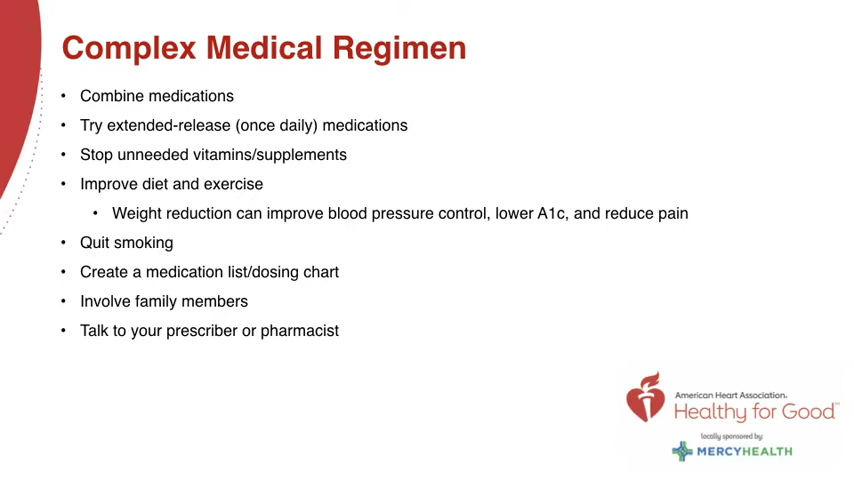 Complex Medical Regimen
• Combine medications
• Try extended-release (once daily) medications
• Stop unneeded vitamins/supplements
• Improve diet and exercise
• Weight reduction can improve blood pressure control, lower A1c, and reduce pain
• Quit smoking
• Create a medication list/dosing chart
• Involve family members
• Talk to your prescriber or pharmacist
American Heart Association®
Healthy for Good™
locally sponsored by:
MERCYHEALTH